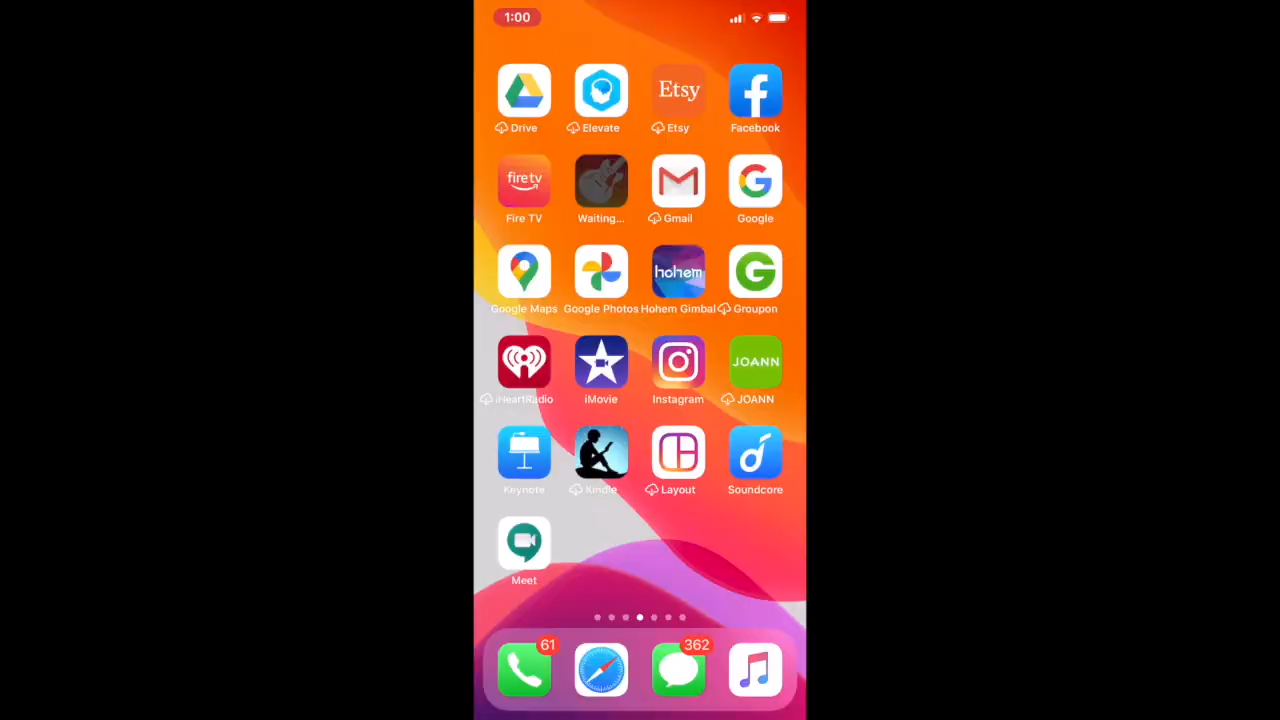 1:00
Etsy
Drive Elevate Etsy Facebook
firetv
Fire TV Waiting... Gmail Google
hohem
Google Maps Google Photos Hohem Gimbal Groupon
JOANN
iHeartRadio iMovie Instagram JOANN
Keynote Kindle Layout Soundcore
Meet
61 362